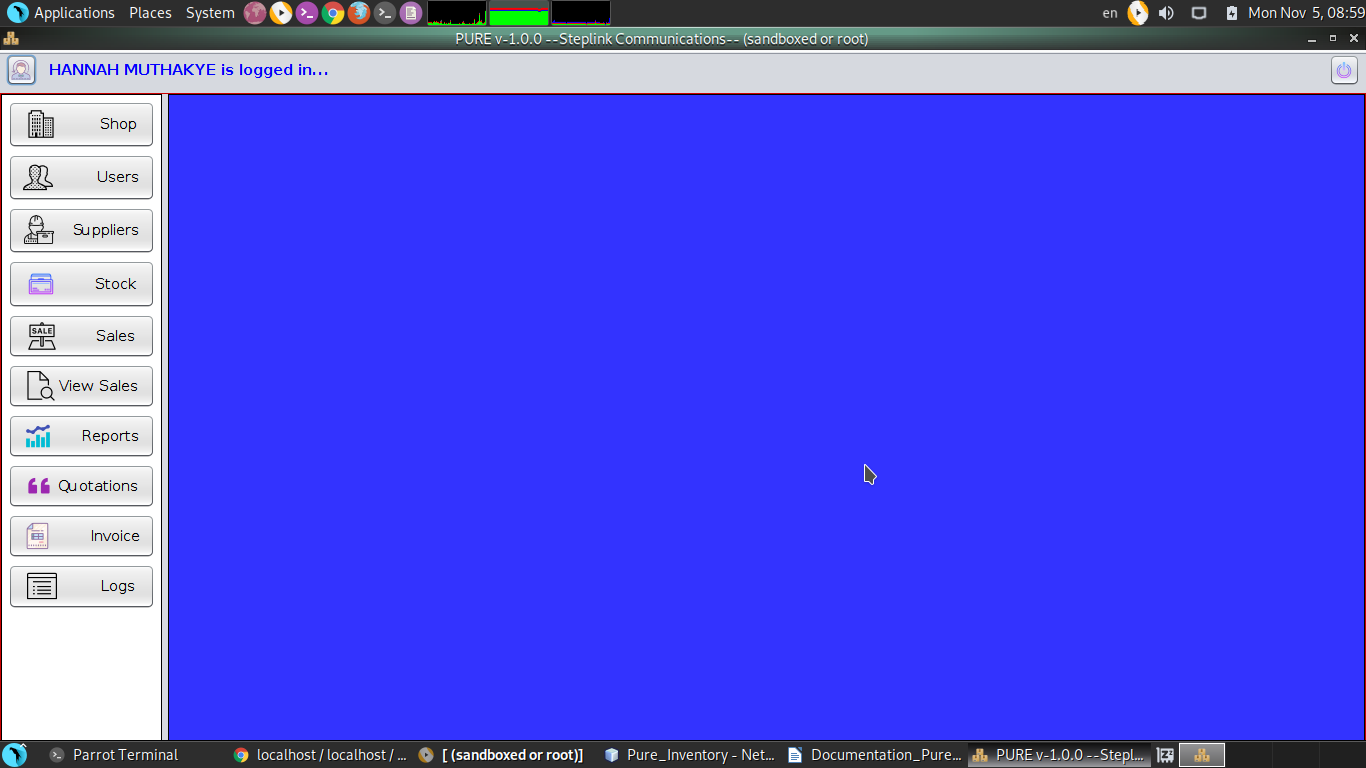 Applications Places System en Mon Nov 5, 08:59
PURE v-1.0.0 --Steplink Communications-- (sandboxed or root)
HANNAH MUTHAKYE is logged in...
Shop
Users
Suppliers
Stock
SALE Sales
View Sales
Reports
Quotations
Invoice
Logs
Parrot Terminal localhost / localhost / ... [ (sandboxed or root)] Pure_Inventory - Net... Documentation_Pure... PURE v-1.0.0 --Stepl...